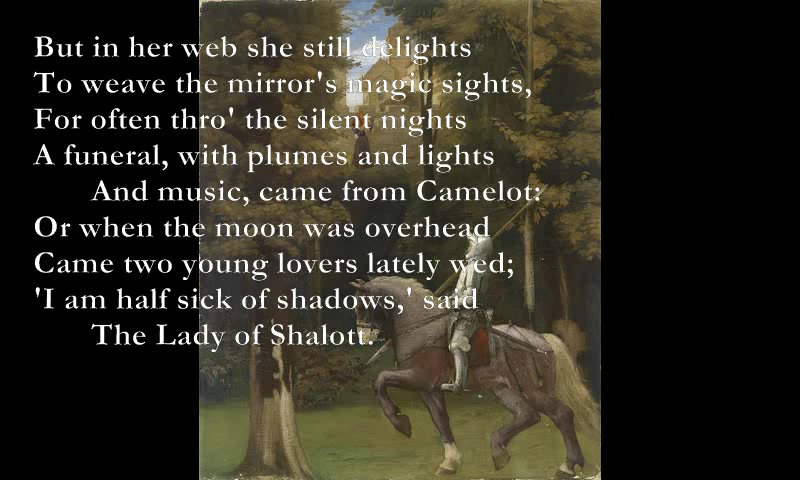 But in her web she still delights
To weave the mirror's magic sights,
For often thro' the silent nights
A funeral, with plumes and lights
And music, came from Camelot:
Or when the moon was overhead
Came two young lovers lately wed;
'I am half sick of shadows,' said
The Lady of Shalott.